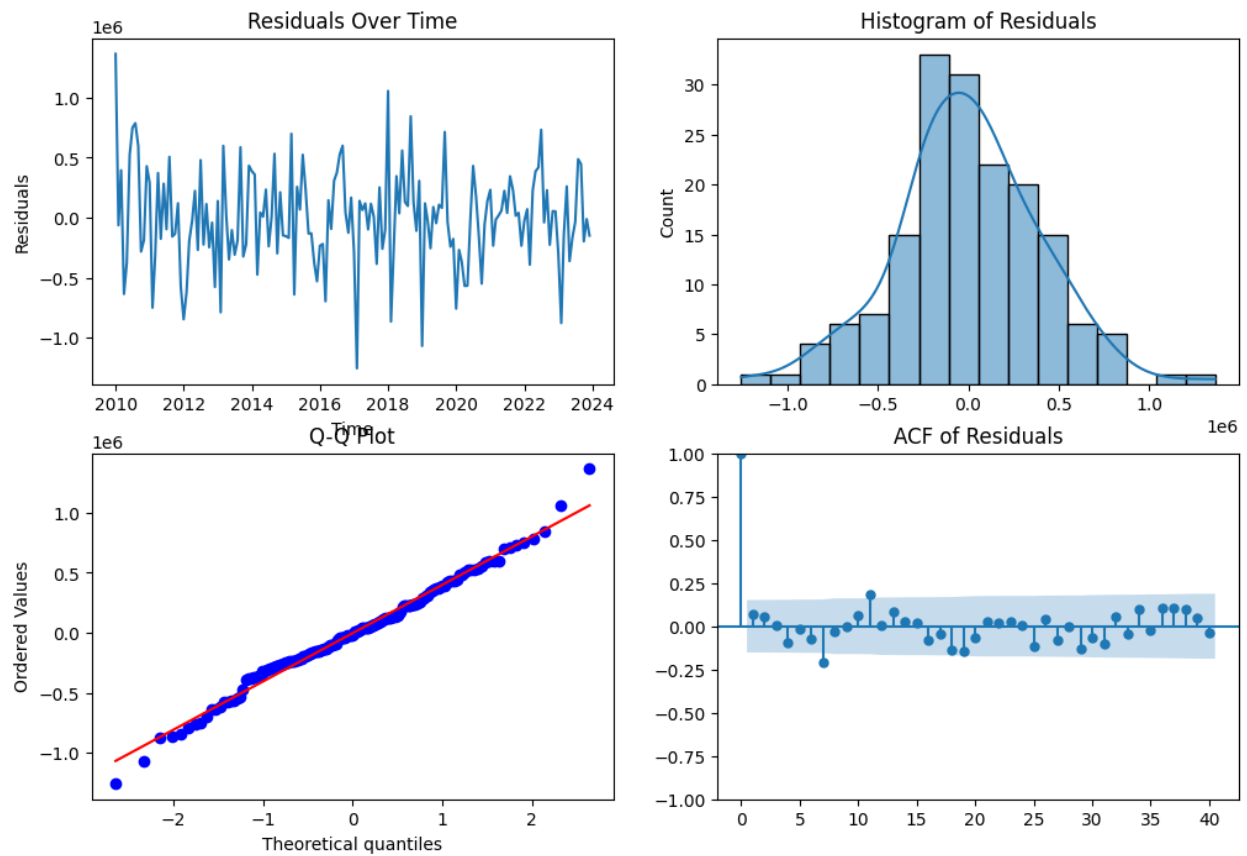 Residuals Over Time
1e6
Residuals
1.0
0.5
0.0
−0.5
−1.0
2010 2012 2014 2016 2018 2020 2022 2024
Time
Histogram of Residuals
Count
30
25
20
15
10
5
0
−1.0 −0.5 0.0 0.5 1.0
1e6
Q-Q Plot
1e6
Ordered Values
1.0
0.5
0.0
−0.5
−1.0
−2 −1 0 1 2
Theoretical quantiles
ACF of Residuals
1.00
0.75
0.50
0.25
0.00
−0.25
−0.50
−0.75
−1.00
0 5 10 15 20 25 30 35 40